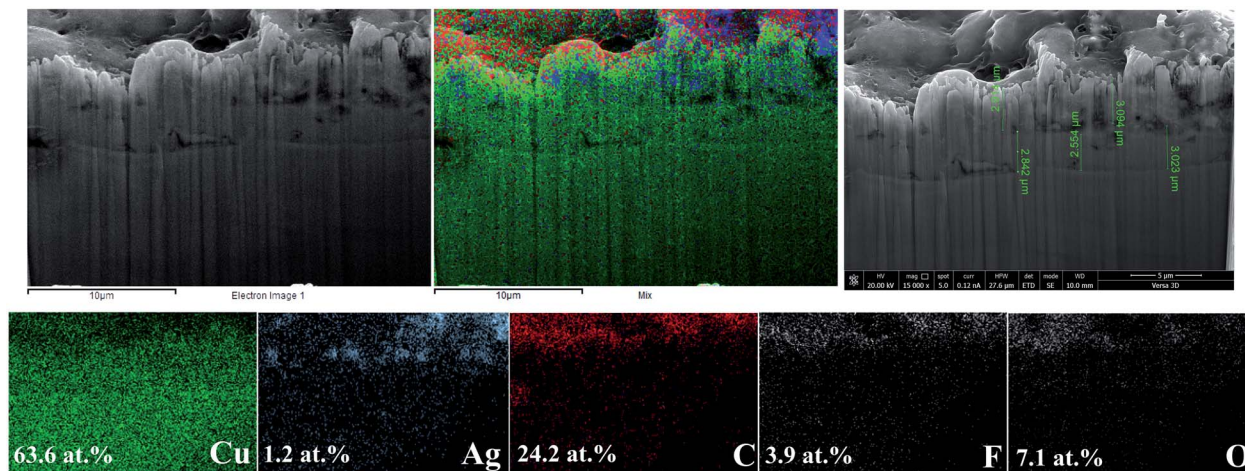 10μm
Electron Image 1
10μm
Mix
2.842 μm
2.554 μm
3.094 μm
3.023 μm
HV
mag
spot
curr
HFW
det
mode
WD
5 μm
20.00 kV
15 000 x
5.0
0.12 nA
27.6 μm
ETD
SE
10.0 mm
Versa 3D
63.6 at.%
Cu
1.2 at.%
Ag
24.2 at.%
C
3.9 at.%
F
7.1 at.%
O